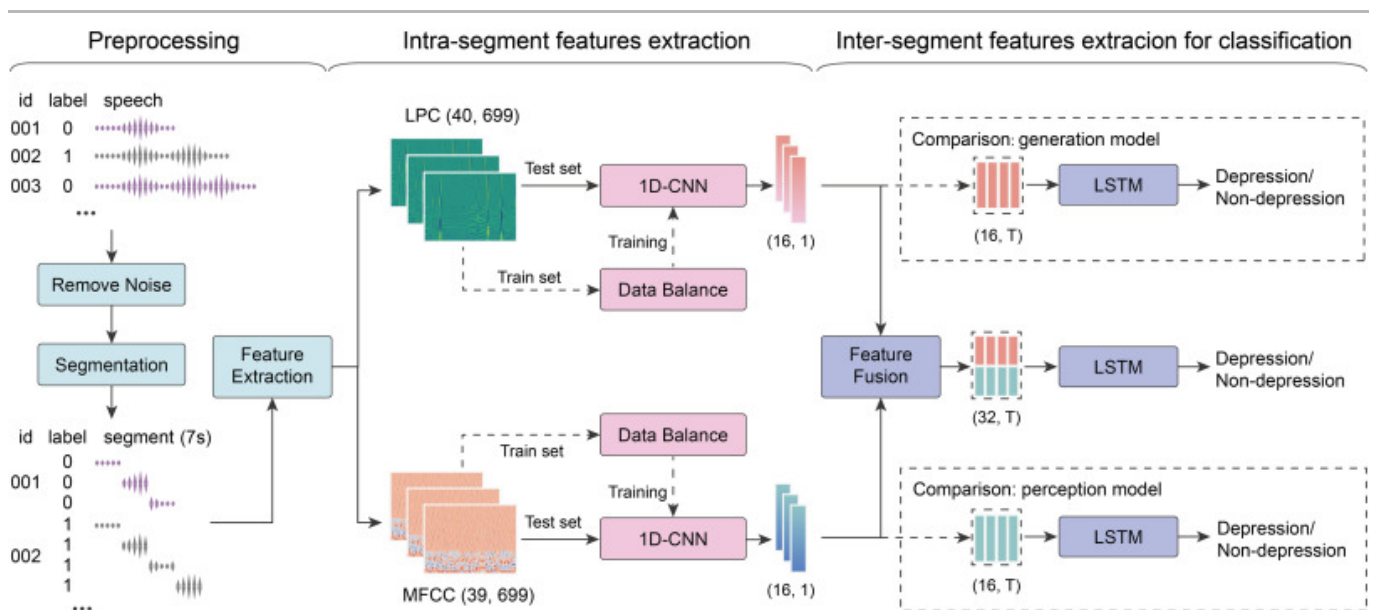 Preprocessing
Intra-segment features extraction
Inter-segment features extracion for classification
id label speech
001 0
002 1
003 0
...
Remove Noise
Segmentation
id label segment (7s)
0
001 0
0
1
1
002
1
1
...
Feature
Extraction
LPC (40, 699)
Test set
1D-CNN
(16, 1)
Training
Train set
Data Balance
Data Balance
Train set
Training
Test set
1D-CNN
(16, 1)
MFCC (39, 699)
Comparison: generation model
LSTM
Depression/
Non-depression
(16, T)
Feature
Fusion
LSTM
Depression/
Non-depression
(32, T)
Comparison: perception model
LSTM
Depression/
Non-depression
(16, T)